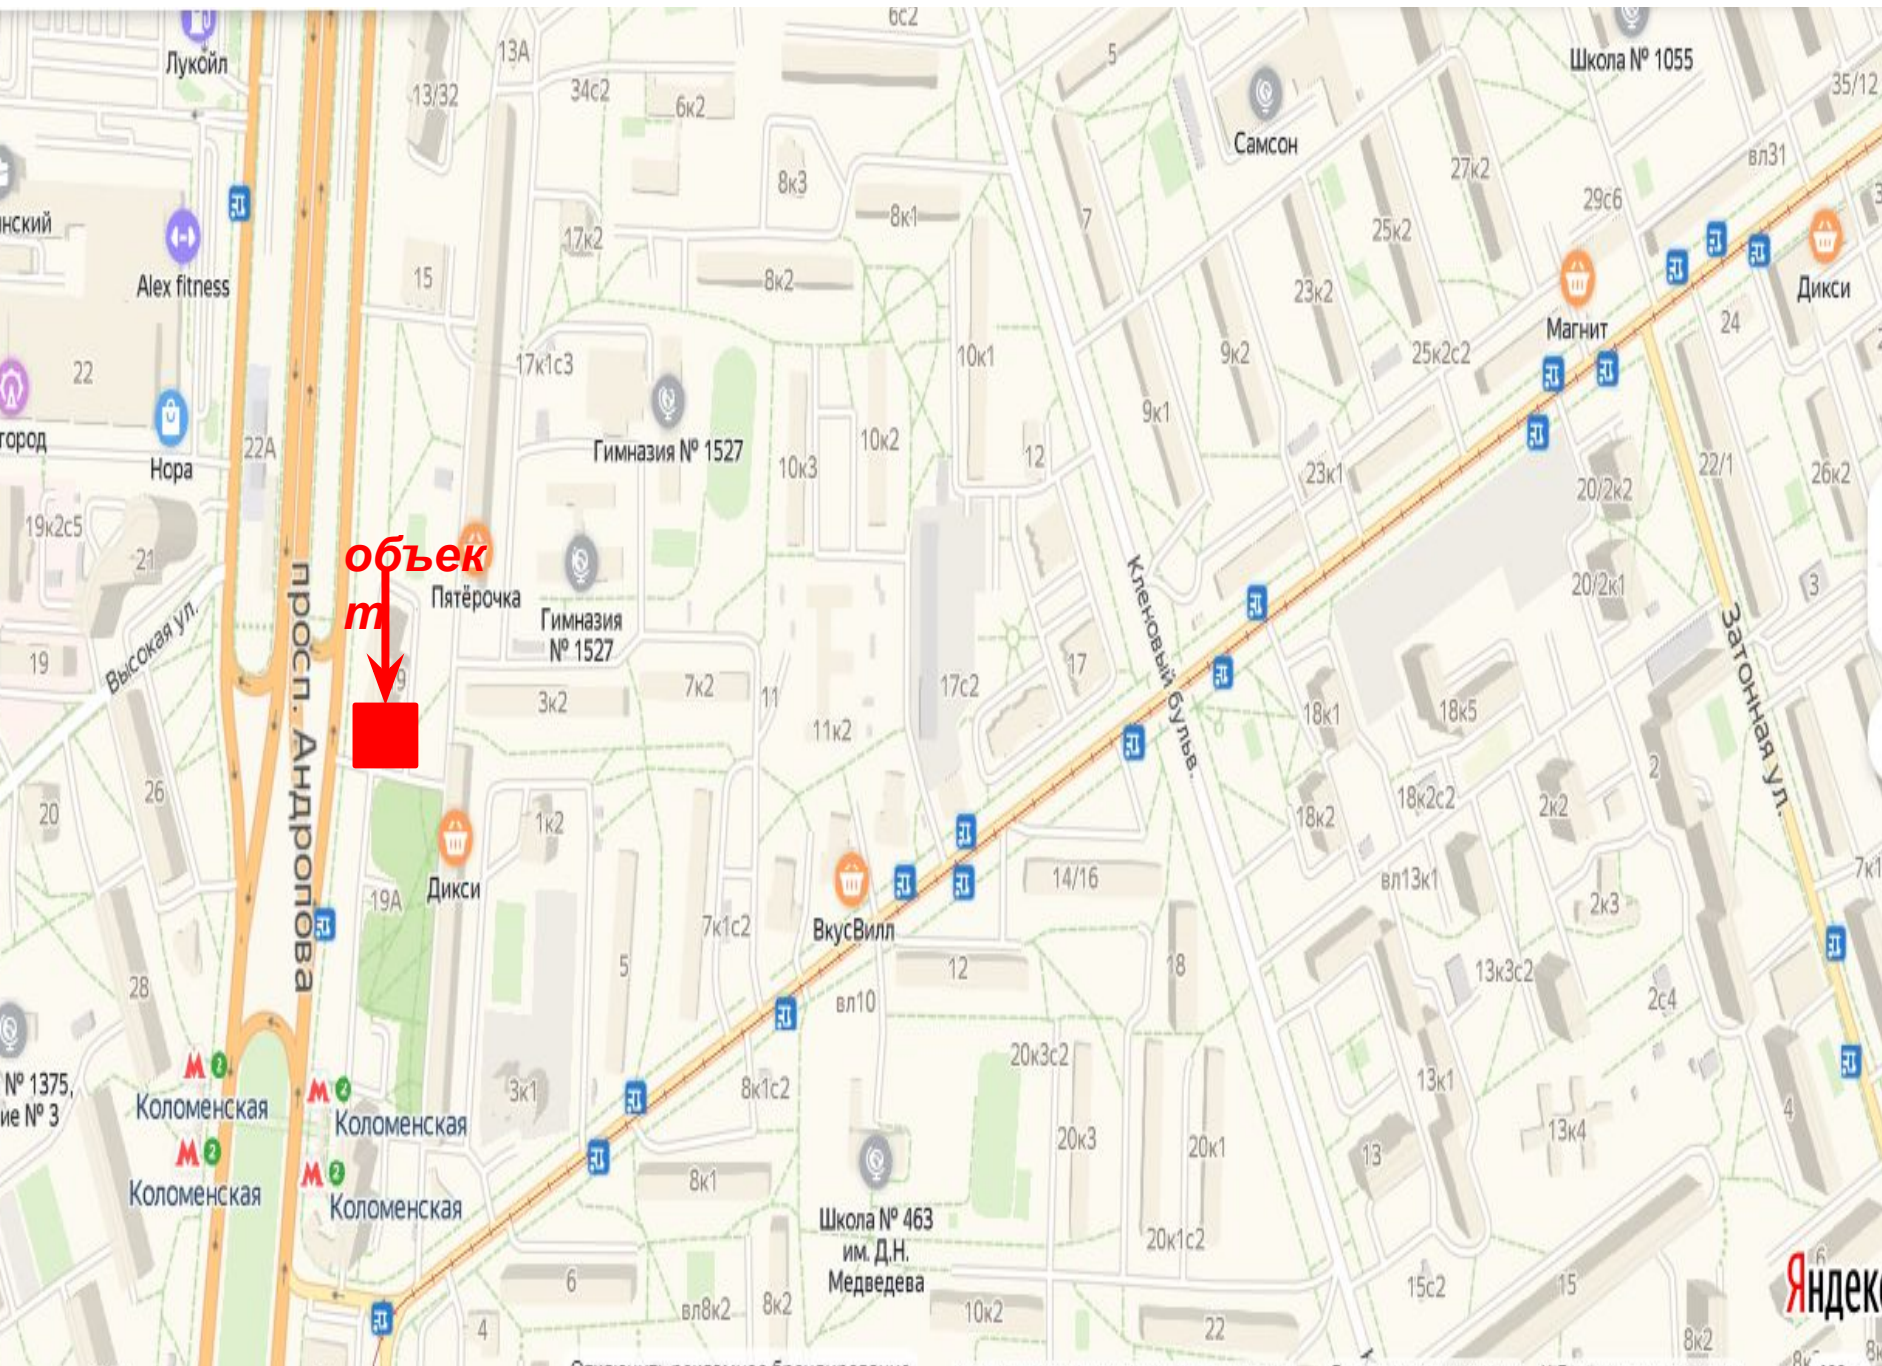 6с2
Лукойл
13А
5
Школа № 1055
13/32
34с2
6к2
35/12
Самсон
вл31
27к2
8к3
29с6
нский
17к2
8к1
7
25к2
Alex fitness
15
8к2
23к2
Дикси
Магнит
24
22
17к1с3
10к1
9к2
25к2с2
город
Нора
22А
Гимназия № 1527
10к3
10к2
12
9к1
23к1
20/2к2
22/1
26к2
19к2с5
21
объек
т
Пятёрочка
Гимназия
№ 1527
20/2к1
3
Высокая ул.
просп. Андропова
Кленовый бульв.
Затонная ул.
19
9
3к2
7к2
11
11к2
17с2
17
18к1
18к5
2
20
26
1к2
18к2
18к2с2
2к2
19А
Дикси
14/16
вл13к1
7к1
2к3
ВкусВилл
7к1с2
5
12
18
13к3с2
28
вл10
2с4
№ 1375,
ие № 3
Коломенская
Коломенская
3к1
8к1с2
20к3с2
13к1
4
20к3
20к1
13
13к4
Коломенская
Коломенская
8к1
Школа № 463
им. Д.Н.
Медведева
20к1с2
6
6
вл8к2
8к2
10к2
22
15с2
15
Яндекс
4
8к2